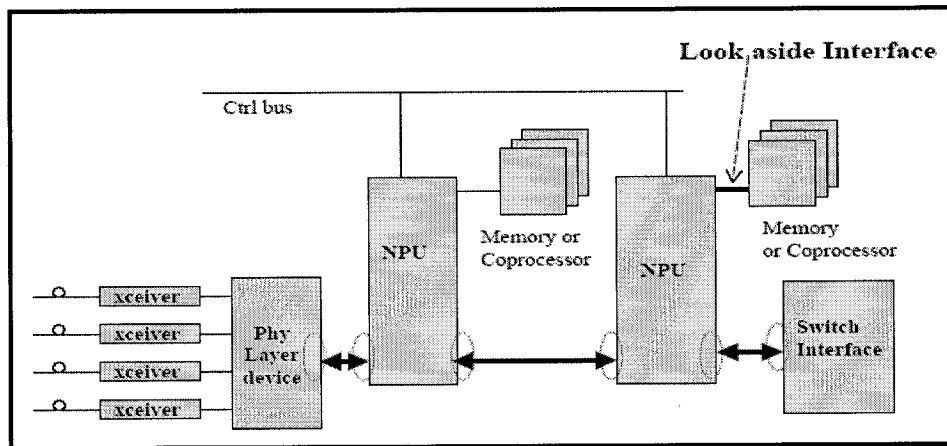 Look aside Interface
Ctrl bus
NPU
Memory or
Coprocessor
NPU
Memory
or Coprocessor
xceiver
xceiver
xceiver
xceiver
Phy
Layer
device
Switch
Interface